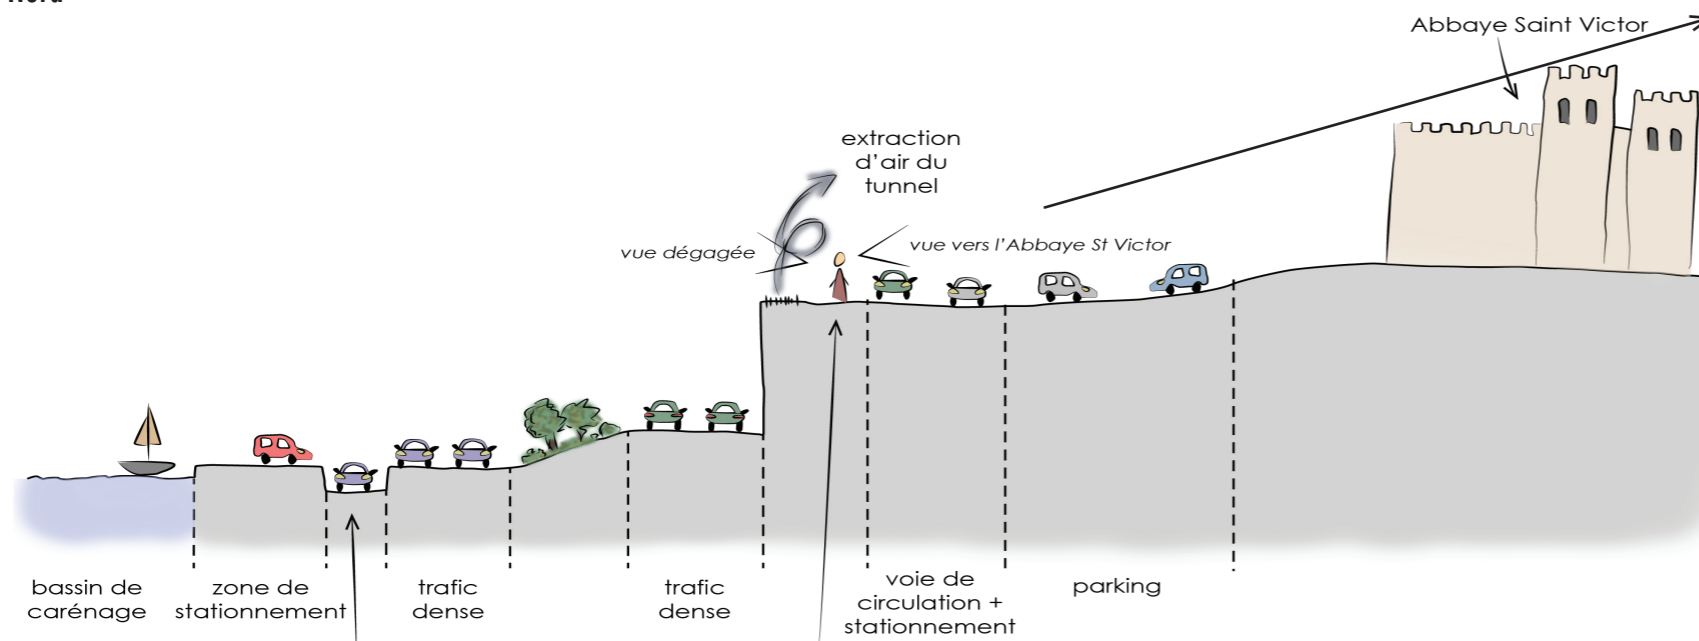 Abbaye Saint Victor
extraction
d'air du
tunnel
vue dégagée
vue vers l'Abbaye St Victor
bassin de
carénage
zone de
stationnement
trafic
dense
trafic
dense
voie de
circulation +
stationnement
parking